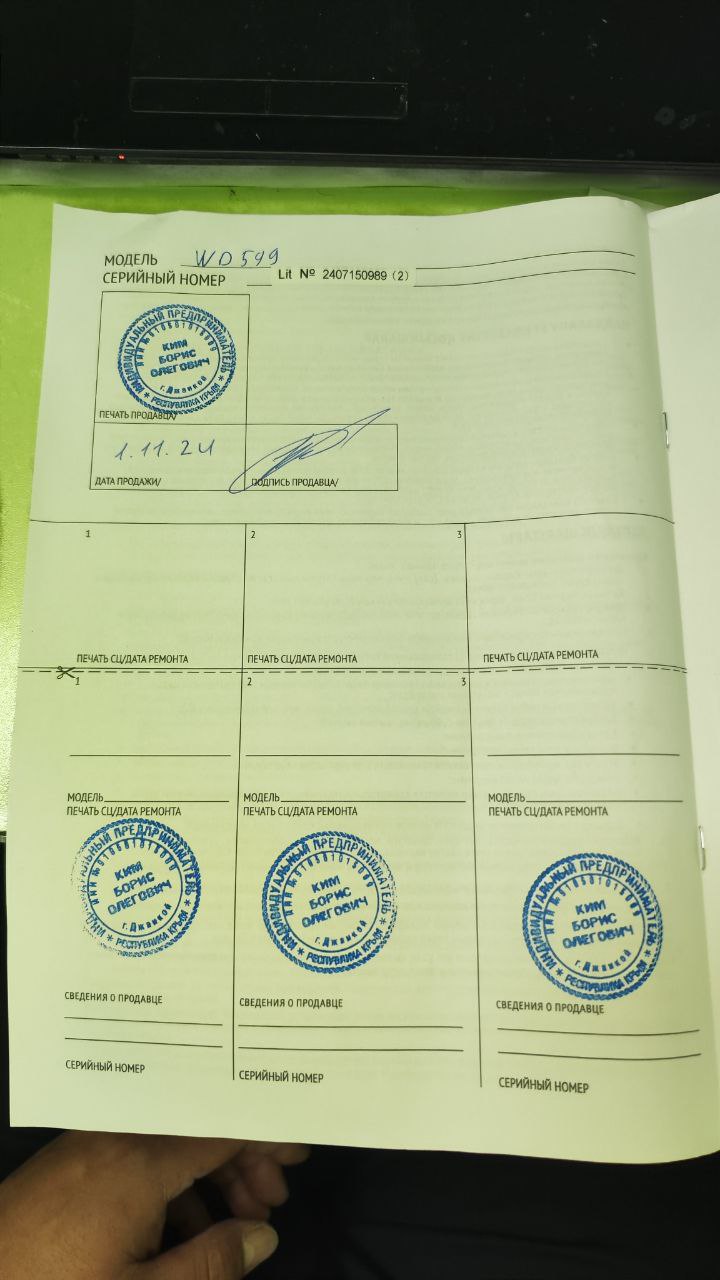 МОДЕЛЬ WD 599
СЕРИЙНЫЙ НОМЕР Lit № 2407150989 (2)
ИНДИВИДУАЛЬНЫЙ ПРЕДПРИНИМАТЕЛЬ
КИМ
БОРИС
ОЛЕГОВИЧ
г. Джанкой
РЕСПУБЛИКА КРЫМ
ПЕЧАТЬ ПРОДАВЦА/
1.11.24
ДАТА ПРОДАЖИ/ ПОДПИСЬ ПРОДАВЦА/
1 2 3
ПЕЧАТЬ СЦ/ДАТА РЕМОНТА ПЕЧАТЬ СЦ/ДАТА РЕМОНТА ПЕЧАТЬ СЦ/ДАТА РЕМОНТА
1 2 3
МОДЕЛЬ МОДЕЛЬ МОДЕЛЬ
ПЕЧАТЬ СЦ/ДАТА РЕМОНТА ПЕЧАТЬ СЦ/ДАТА РЕМОНТА ПЕЧАТЬ СЦ/ДАТА РЕМОНТА
ПРЕДПРИНИМАТЕЛЬ
КИМ
БОРИС
ОЛЕГОВИЧ
г. Джанкой
РЕСПУБЛИКА КРЫМ
ИНДИВИДУАЛЬНЫЙ ПРЕДПРИНИМАТЕЛЬ
КИМ
БОРИС
ОЛЕГОВИЧ
г. Джанкой
РЕСПУБЛИКА КРЫМ
ИНДИВИДУАЛЬНЫЙ ПРЕДПРИНИМАТЕЛЬ
КИМ
БОРИС
ОЛЕГОВИЧ
г. Джанкой
РЕСПУБЛИКА КРЫМ
СВЕДЕНИЯ О ПРОДАВЦЕ СВЕДЕНИЯ О ПРОДАВЦЕ СВЕДЕНИЯ О ПРОДАВЦЕ
СЕРИЙНЫЙ НОМЕР СЕРИЙНЫЙ НОМЕР СЕРИЙНЫЙ НОМЕР